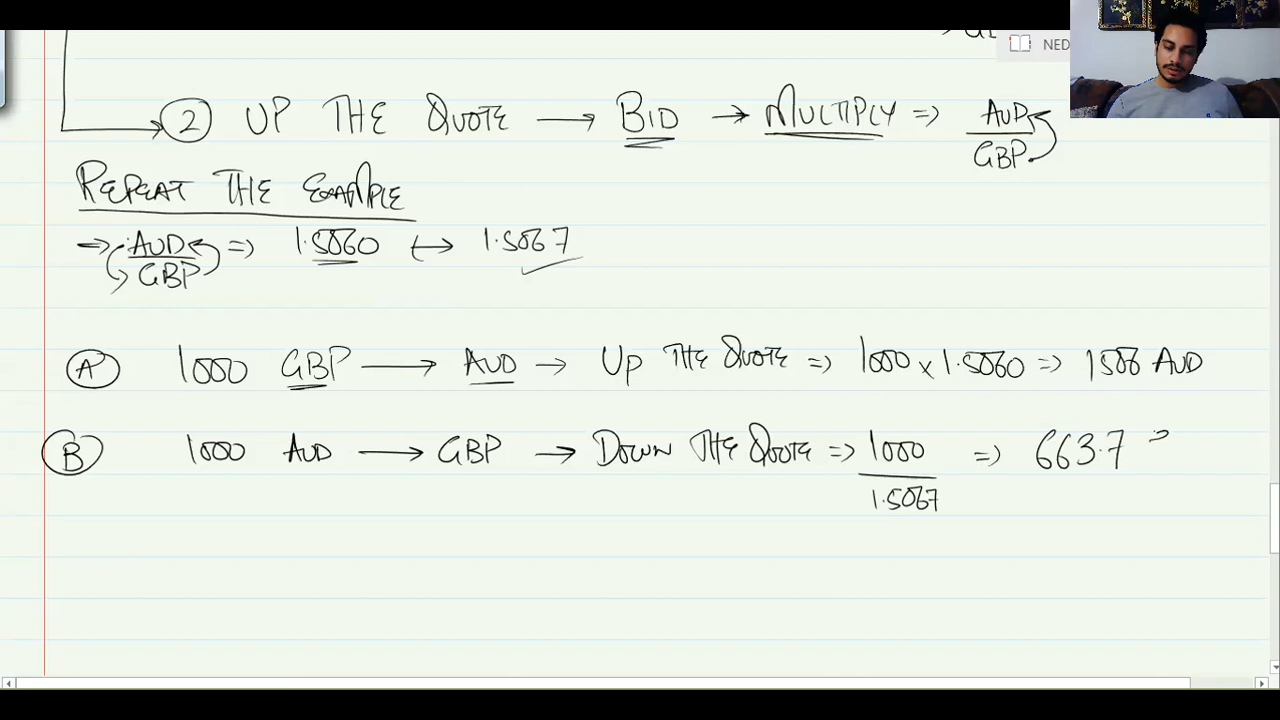 NED
2 UP THE QUOTE → BID → MULTIPLY => AUD/GBP
REPEAT THE EXAMPLE
→ AUD/GBP => 1.5060 ↔ 1.5067
A 1000 GBP → AUD → UP THE QUOTE => 1000 x 1.5060 => 1506 AUD
B 1000 AUD → GBP → DOWN THE QUOTE => 1000/1.5067 => 663.7